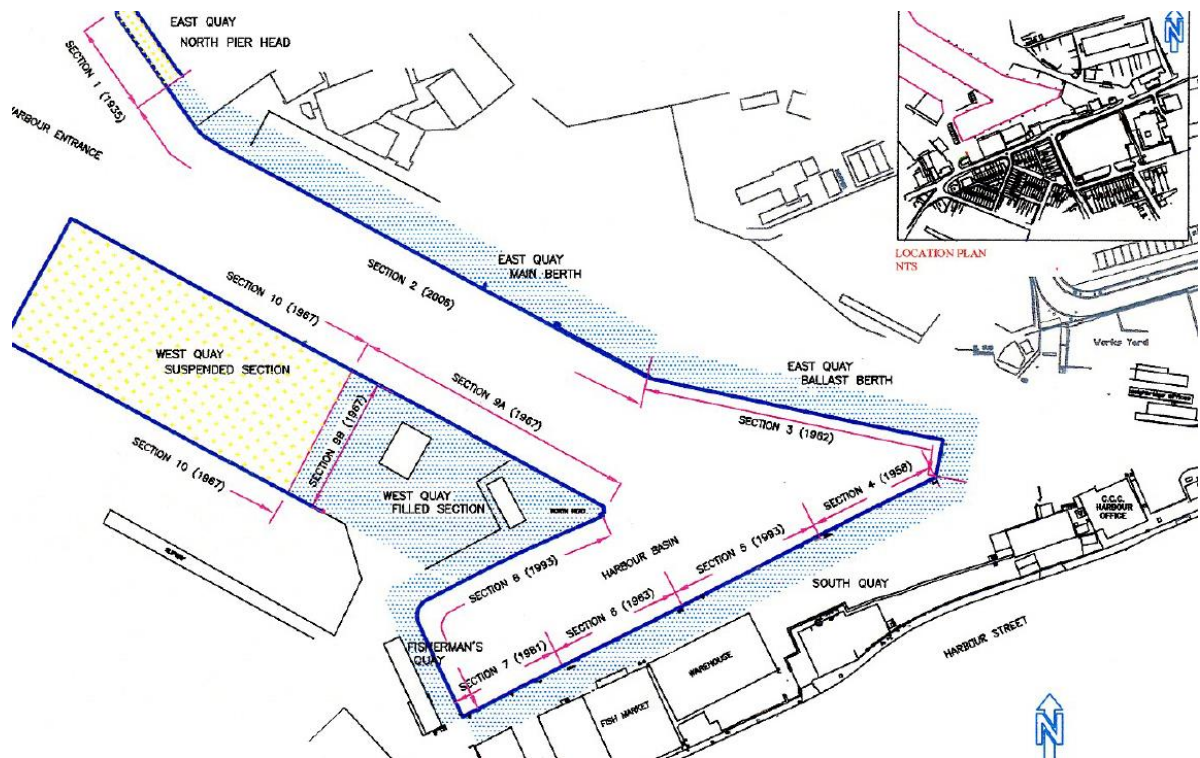 EAST QUAY
NORTH PIER HEAD
SECTION 1 (1935)
HARBOUR ENTRANCE
N
LOCATION PLAN
NTS
EAST QUAY
MAIN BERTH
SECTION 2 (2006)
SECTION 10 (1967)
WEST QUAY
SUSPENDED SECTION
SECTION 9A (1967)
EAST QUAY
BALLAST BERTH
Works Yard
SECTION 3 (1962)
SECTION 9B (1967)
SECTION 10 (1967)
WEST QUAY
FILLED SECTION
SECTION 4 (1958)
C.C.C.
HARBOUR
OFFICE
SECTION 5 (1993)
HARBOUR BASIN
SECTION 8 (1993)
SOUTH QUAY
SECTION 6 (1963)
HARBOUR STREET
FISHERMAN'S
QUAY
SECTION 7 (1981)
WAREHOUSE
FISH MARKET
N